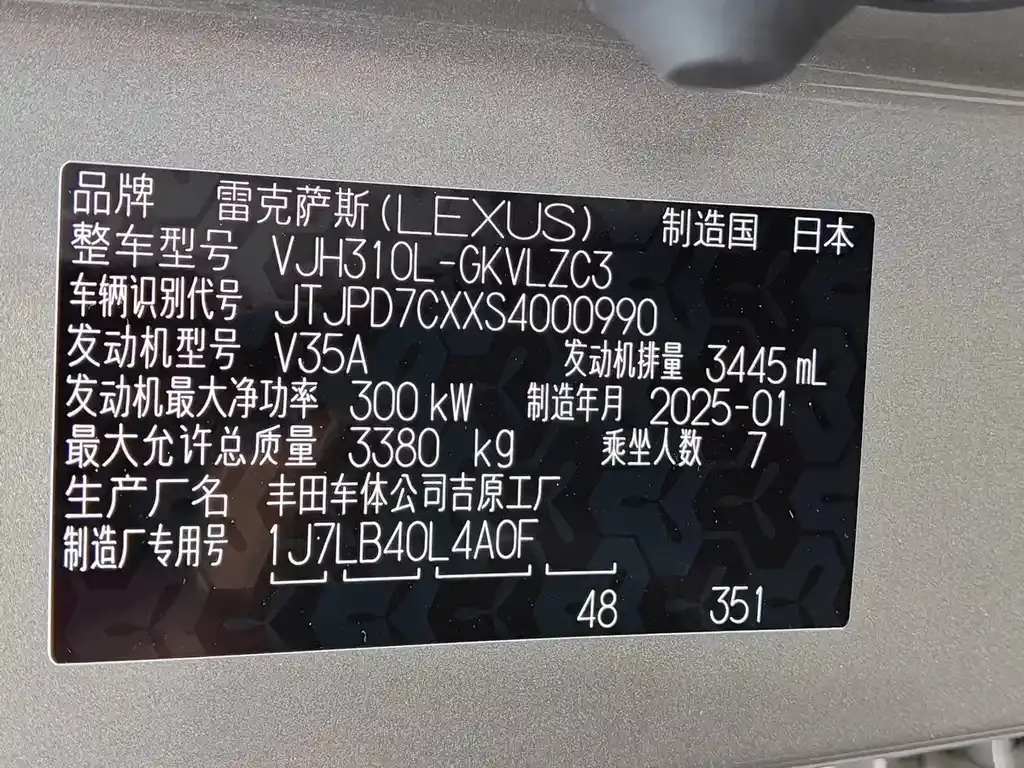 品牌 雷克萨斯(LEXUS) 制造国 日本
整车型号 VJH310L-GKVLZC3
车辆识别代号 JTJPD7CXXS4000990
发动机型号 V35A 发动机排量 3445 mL
发动机最大净功率 300 kW 制造年月 2025-01
最大允许总质量 3380 kg 乘坐人数 7
生产厂名 丰田车体公司吉原工厂
制造厂专用号 1J7LB40L4A0F
48 351